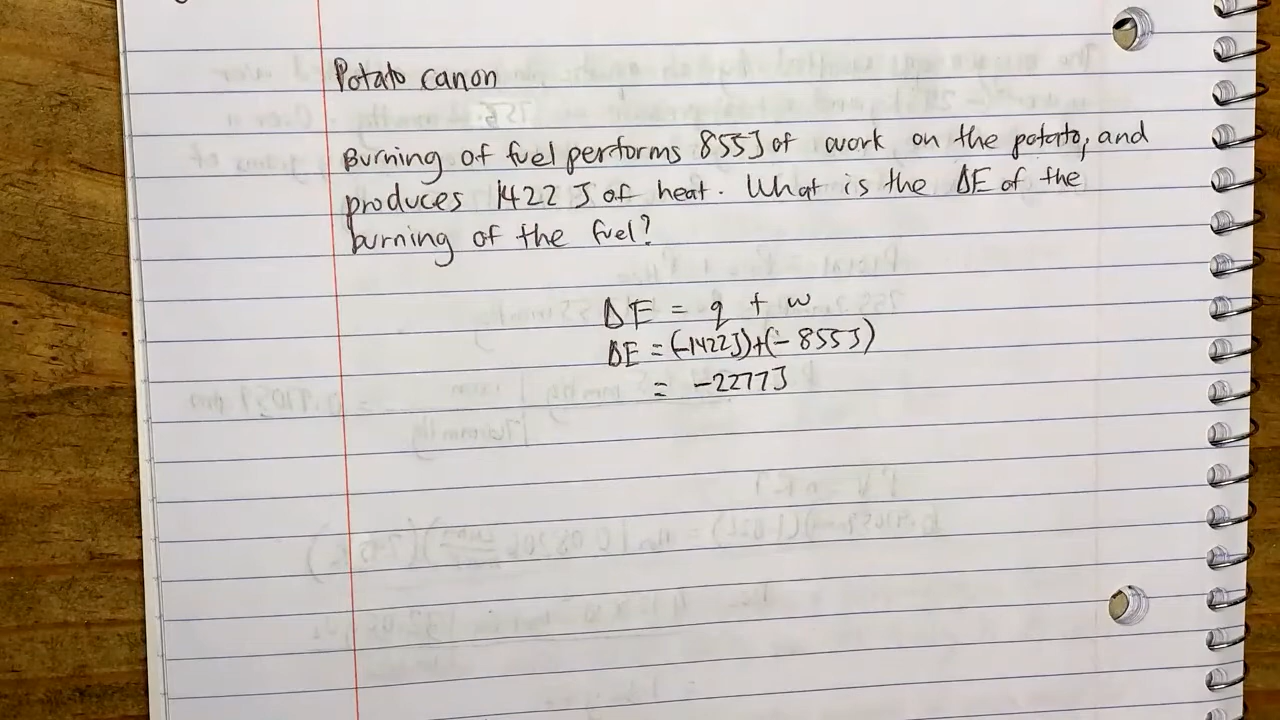 Potato canon
Burning of fuel performs 855J of work on the potato, and
produces 1422 J of heat. What is the ΔE of the
burning of the fuel?
ΔE = q + w
ΔE = (-1422J)+(-855J)
= -2277J